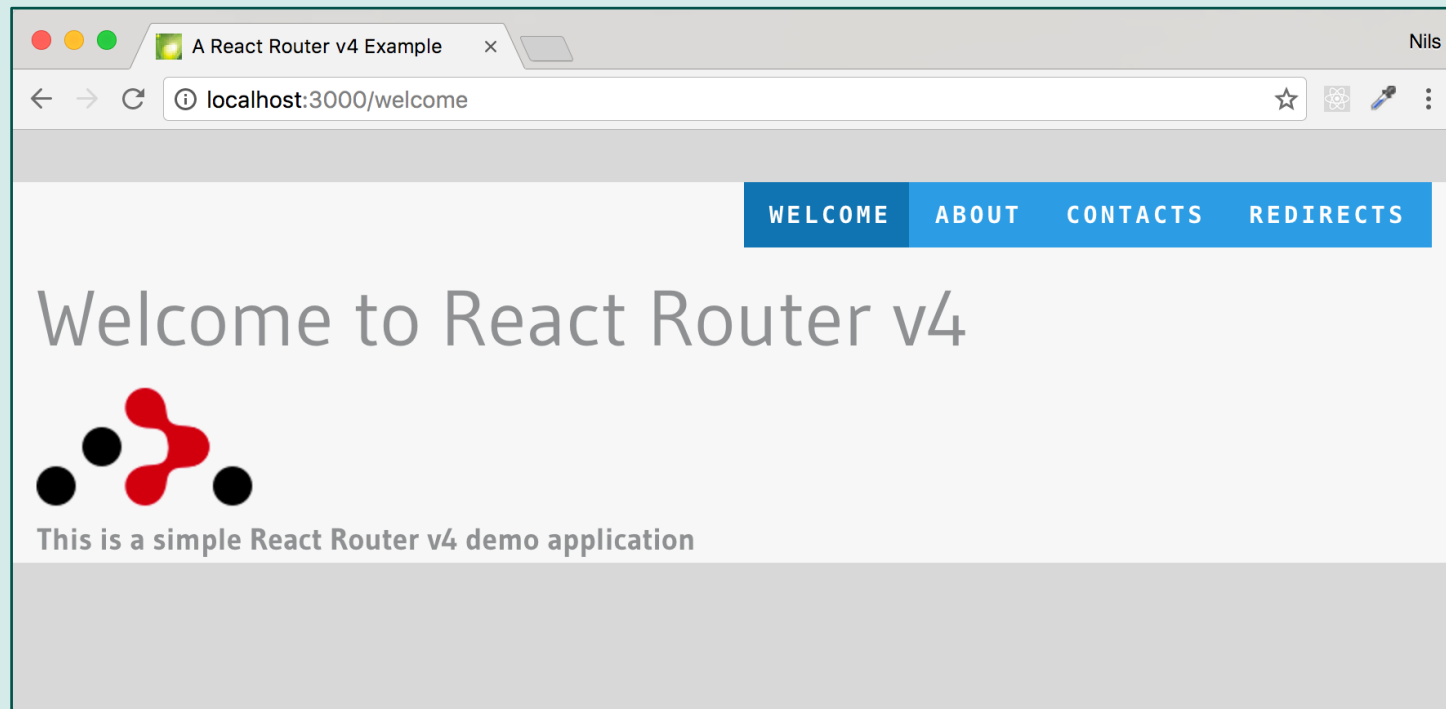 A React Router v4 Example
Nils
localhost:3000/welcome
WELCOME ABOUT CONTACTS REDIRECTS
Welcome to React Router v4
This is a simple React Router v4 demo application